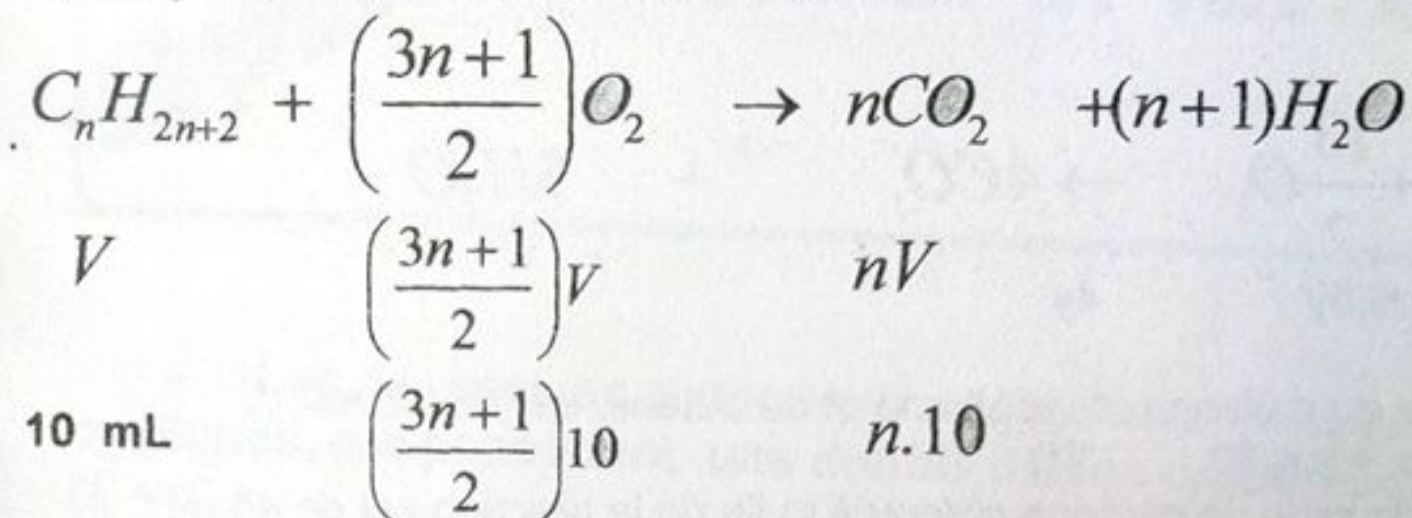 CₙH₂ₙ₊₂ + ((3n+1)/2)O₂ → nCO₂ +(n+1)H₂O
V ((3n+1)/2)V nV
10 mL ((3n+1)/2)10 n.10